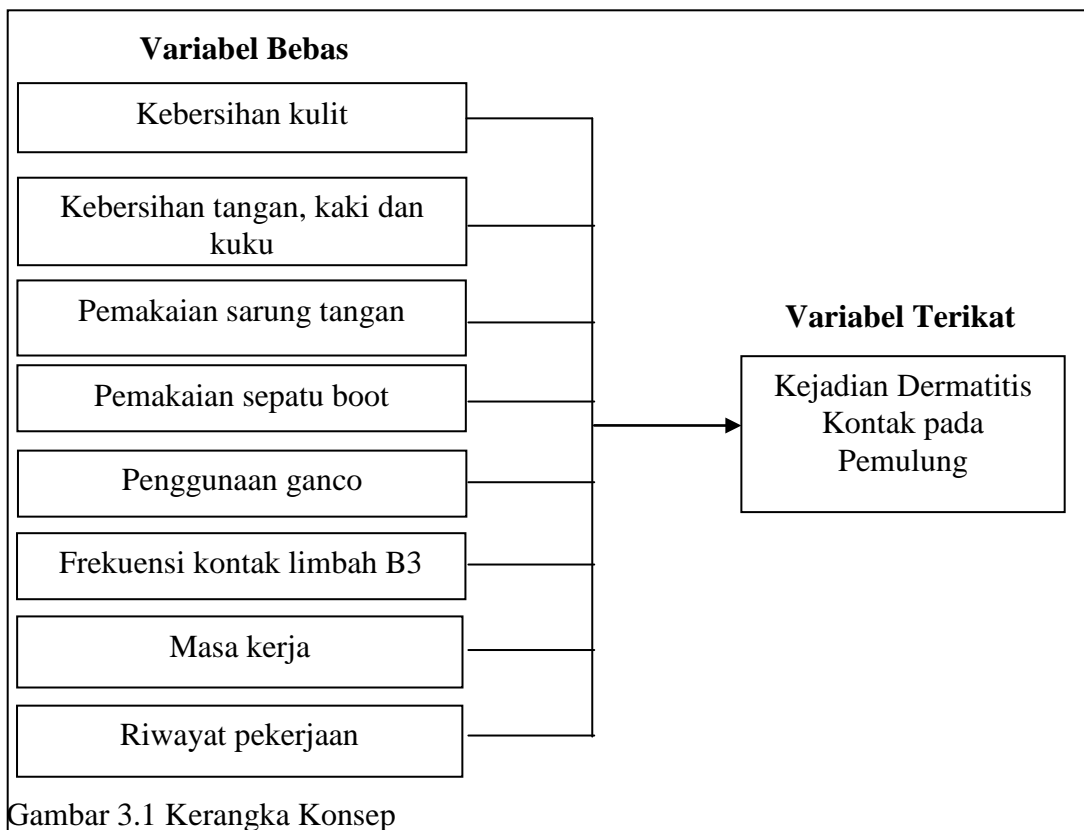 Variabel Bebas
Kebersihan kulit
Kebersihan tangan, kaki dan
kuku
Pemakaian sarung tangan
Pemakaian sepatu boot
Penggunaan ganco
Frekuensi kontak limbah B3
Masa kerja
Riwayat pekerjaan
Variabel Terikat
Kejadian Dermatitis
Kontak pada
Pemulung
Gambar 3.1 Kerangka Konsep